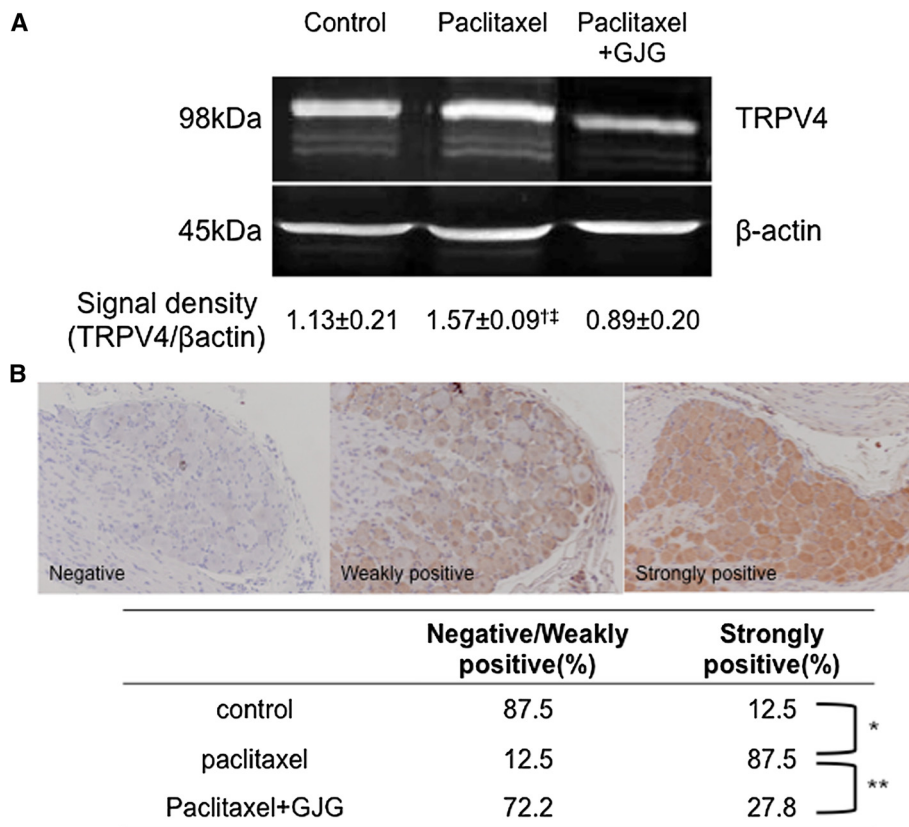 A
Control Paclitaxel Paclitaxel
+GJG
98kDa TRPV4
45kDa β-actin
Signal density
(TRPV4/βactin) 1.13±0.21 1.57±0.09†‡ 0.89±0.20
B
Negative Weakly positive Strongly positive
Negative/Weakly Strongly
positive(%) positive(%)
control 87.5 12.5
*
paclitaxel 12.5 87.5
**
Paclitaxel+GJG 72.2 27.8